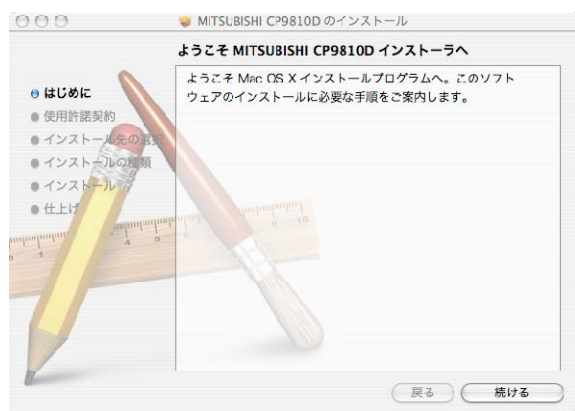 MITSUBISHI CP9810D のインストール
ようこそ MITSUBISHI CP9810D インストーラへ
はじめに
使用許諾契約
インストール先の選択
インストールの種類
インストール
仕上げ
ようこそ Mac OS X インストールプログラムへ。このソフト
ウェアのインストールに必要な手順をご案内します。
戻る
続ける